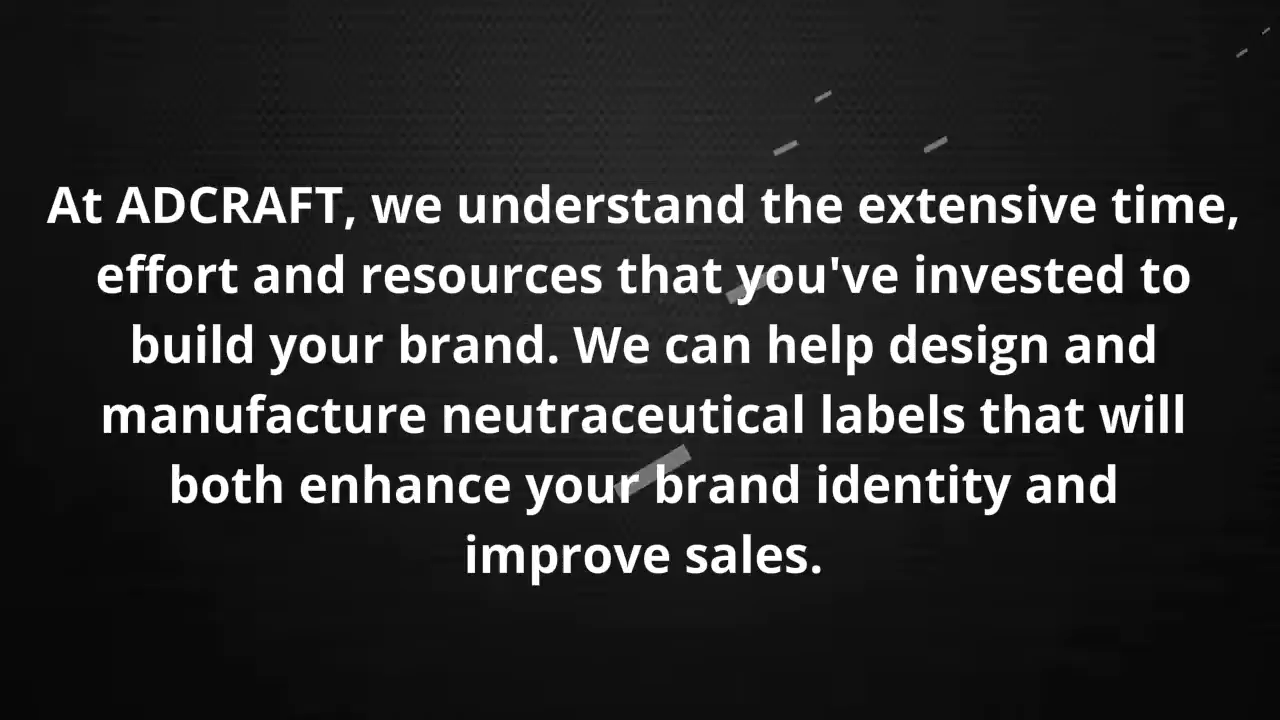 At ADCRAFT, we understand the extensive time,
effort and resources that you've invested to
build your brand. We can help design and
manufacture neutraceutical labels that will
both enhance your brand identity and
improve sales.